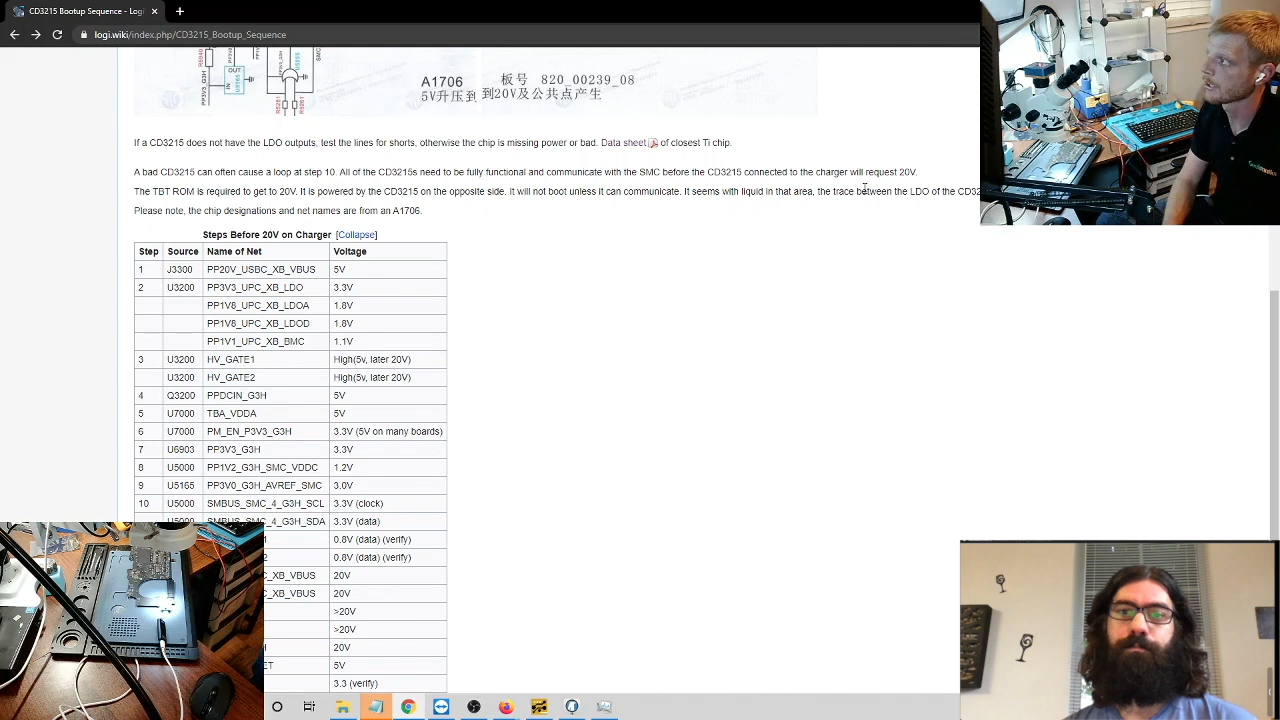 CD3215 Bootup Sequence - Logi
logi.wiki/index.php/CD3215_Bootup_Sequence
PP3V3_G3H
IN
OUT
A1706
板号 820_00239_08
5V升压到
到20V及公共点产生
If a CD3215 does not have the LDO outputs, test the lines for shorts, otherwise the chip is missing power or bad. Data sheet of closest Ti chip.
A bad CD3215 can often cause a loop at step 10. All of the CD3215s need to be fully functional and communicate with the SMC before the CD3215 connected to the charger will request 20V.
The TBT ROM is required to get to 20V. It is powered by the CD3215 on the opposite side. It will not boot unless it can communicate. It seems with liquid in that area, the trace between the LDO of the CD32
Please note, the chip designations and net names are from an A1706.
Steps Before 20V on Charger [Collapse]
Step Source Name of Net Voltage
1 J3300 PP20V_USBC_XB_VBUS 5V
2 U3200 PP3V3_UPC_XB_LDO 3.3V
PP1V8_UPC_XB_LDOA 1.8V
PP1V8_UPC_XB_LDOD 1.8V
PP1V1_UPC_XB_BMC 1.1V
3 U3200 HV_GATE1 High(5v, later 20V)
U3200 HV_GATE2 High(5v, later 20V)
4 Q3200 PPDCIN_G3H 5V
5 U7000 TBA_VDDA 5V
6 U7000 PM_EN_P3V3_G3H 3.3V (5V on many boards)
7 U6903 PP3V3_G3H 3.3V
8 U5000 PP1V2_G3H_SMC_VDDC 1.2V
9 U5165 PP3V0_G3H_AVREF_SMC 3.0V
10 U5000 SMBUS_SMC_4_G3H_SCL 3.3V (clock)
U5000 SMBUS_SMC_4_G3H_SDA 3.3V (data)
0.8V (data) (verify)
0.8V (data) (verify)
C_XB_VBUS 20V
C_XB_VBUS 20V
>20V
>20V
20V
ET 5V
3.3 (verify)